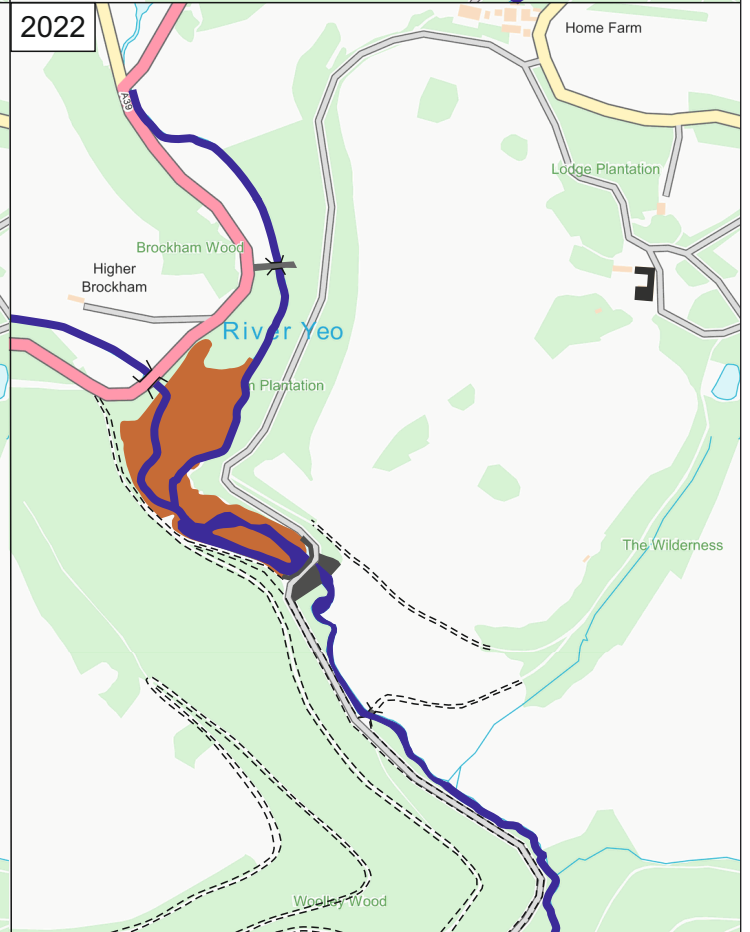 2022
Home Farm
A39
Lodge Plantation
Brockham Wood
Higher
Brockham
River Yeo
n Plantation
The Wilderness
Woolley Wood